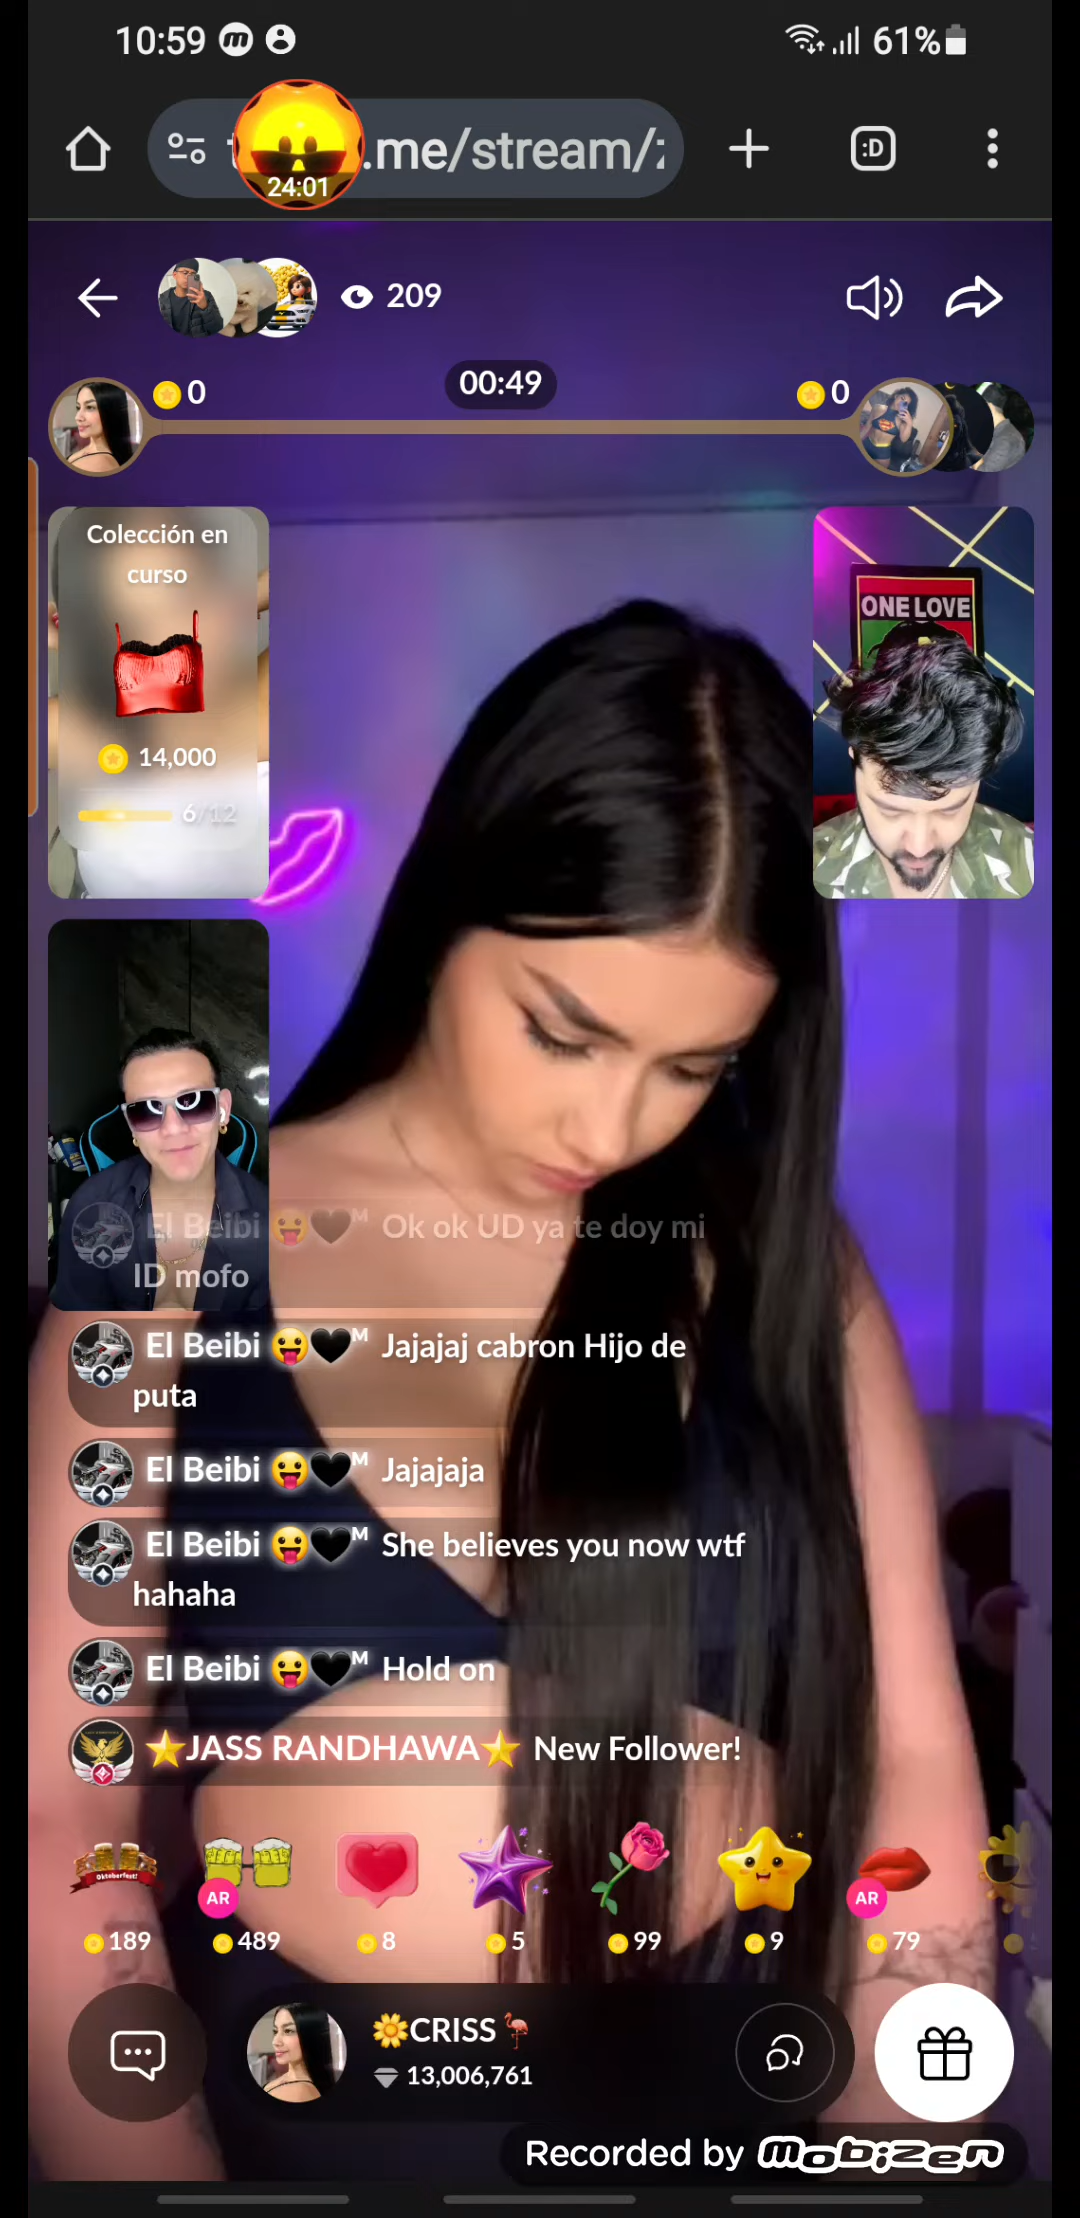 10:59
61%
.me/stream/
24:01
209
0
00:49
0
Colección en
curso
14,000
6/12
ONE LOVE
El Beibi 😛🖤ᴹ Ok ok UD ya te doy mi
ID mofo
El Beibi 😛🖤ᴹ Jajajaj cabron Hijo de
puta
El Beibi 😛🖤ᴹ Jajajaja
El Beibi 😛🖤ᴹ She believes you now wtf
hahaha
El Beibi 😛🖤ᴹ Hold on
⭐JASS RANDHAWA⭐ New Follower!
Oktoberfest!
AR
AR
189
489
8
5
99
9
79
🌼CRISS🦩
13,006,761
Recorded by mobizen